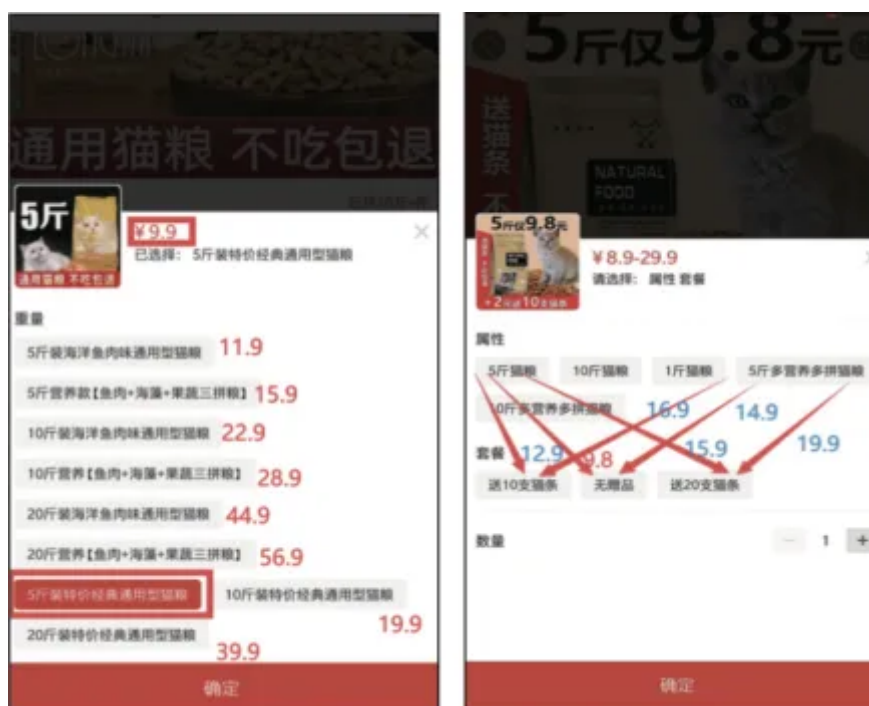 通用猫粮 不吃包退
5斤
通用猫粮 不吃包退
¥9.9
已选择： 5斤装特价经典通用型猫粮
重量
5斤装海洋鱼肉味通用型猫粮 11.9
5斤营养款【鱼肉+海藻+果蔬三拼粮】 15.9
10斤装海洋鱼肉味通用型猫粮 22.9
10斤营养【鱼肉+海藻+果蔬三拼粮】 28.9
20斤装海洋鱼肉味通用型猫粮 44.9
20斤营养【鱼肉+海藻+果蔬三拼粮】 56.9
5斤装特价经典通用型猫粮 10斤装特价经典通用型猫粮
19.9
20斤装特价经典通用型猫粮
39.9
确定
5斤仅9.8元
送猫条
NATURAL
FOOD
5斤仅9.8元
¥8.9-29.9
请选择： 属性 套餐
属性
5斤猫粮 10斤猫粮 1斤猫粮 5斤多营养多拼猫粮
10斤多营养多拼猫粮 16.9 14.9
套餐 12.9 9.8 15.9 19.9
送10支猫条 无赠品 送20支猫条
数量 — 1 +
确定